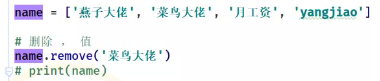 name = ['燕子大佬', '菜鸟大佬', '月工资', 'yangjiao']
# 删除 ， 值
name.remove('菜鸟大佬')
# print(name)